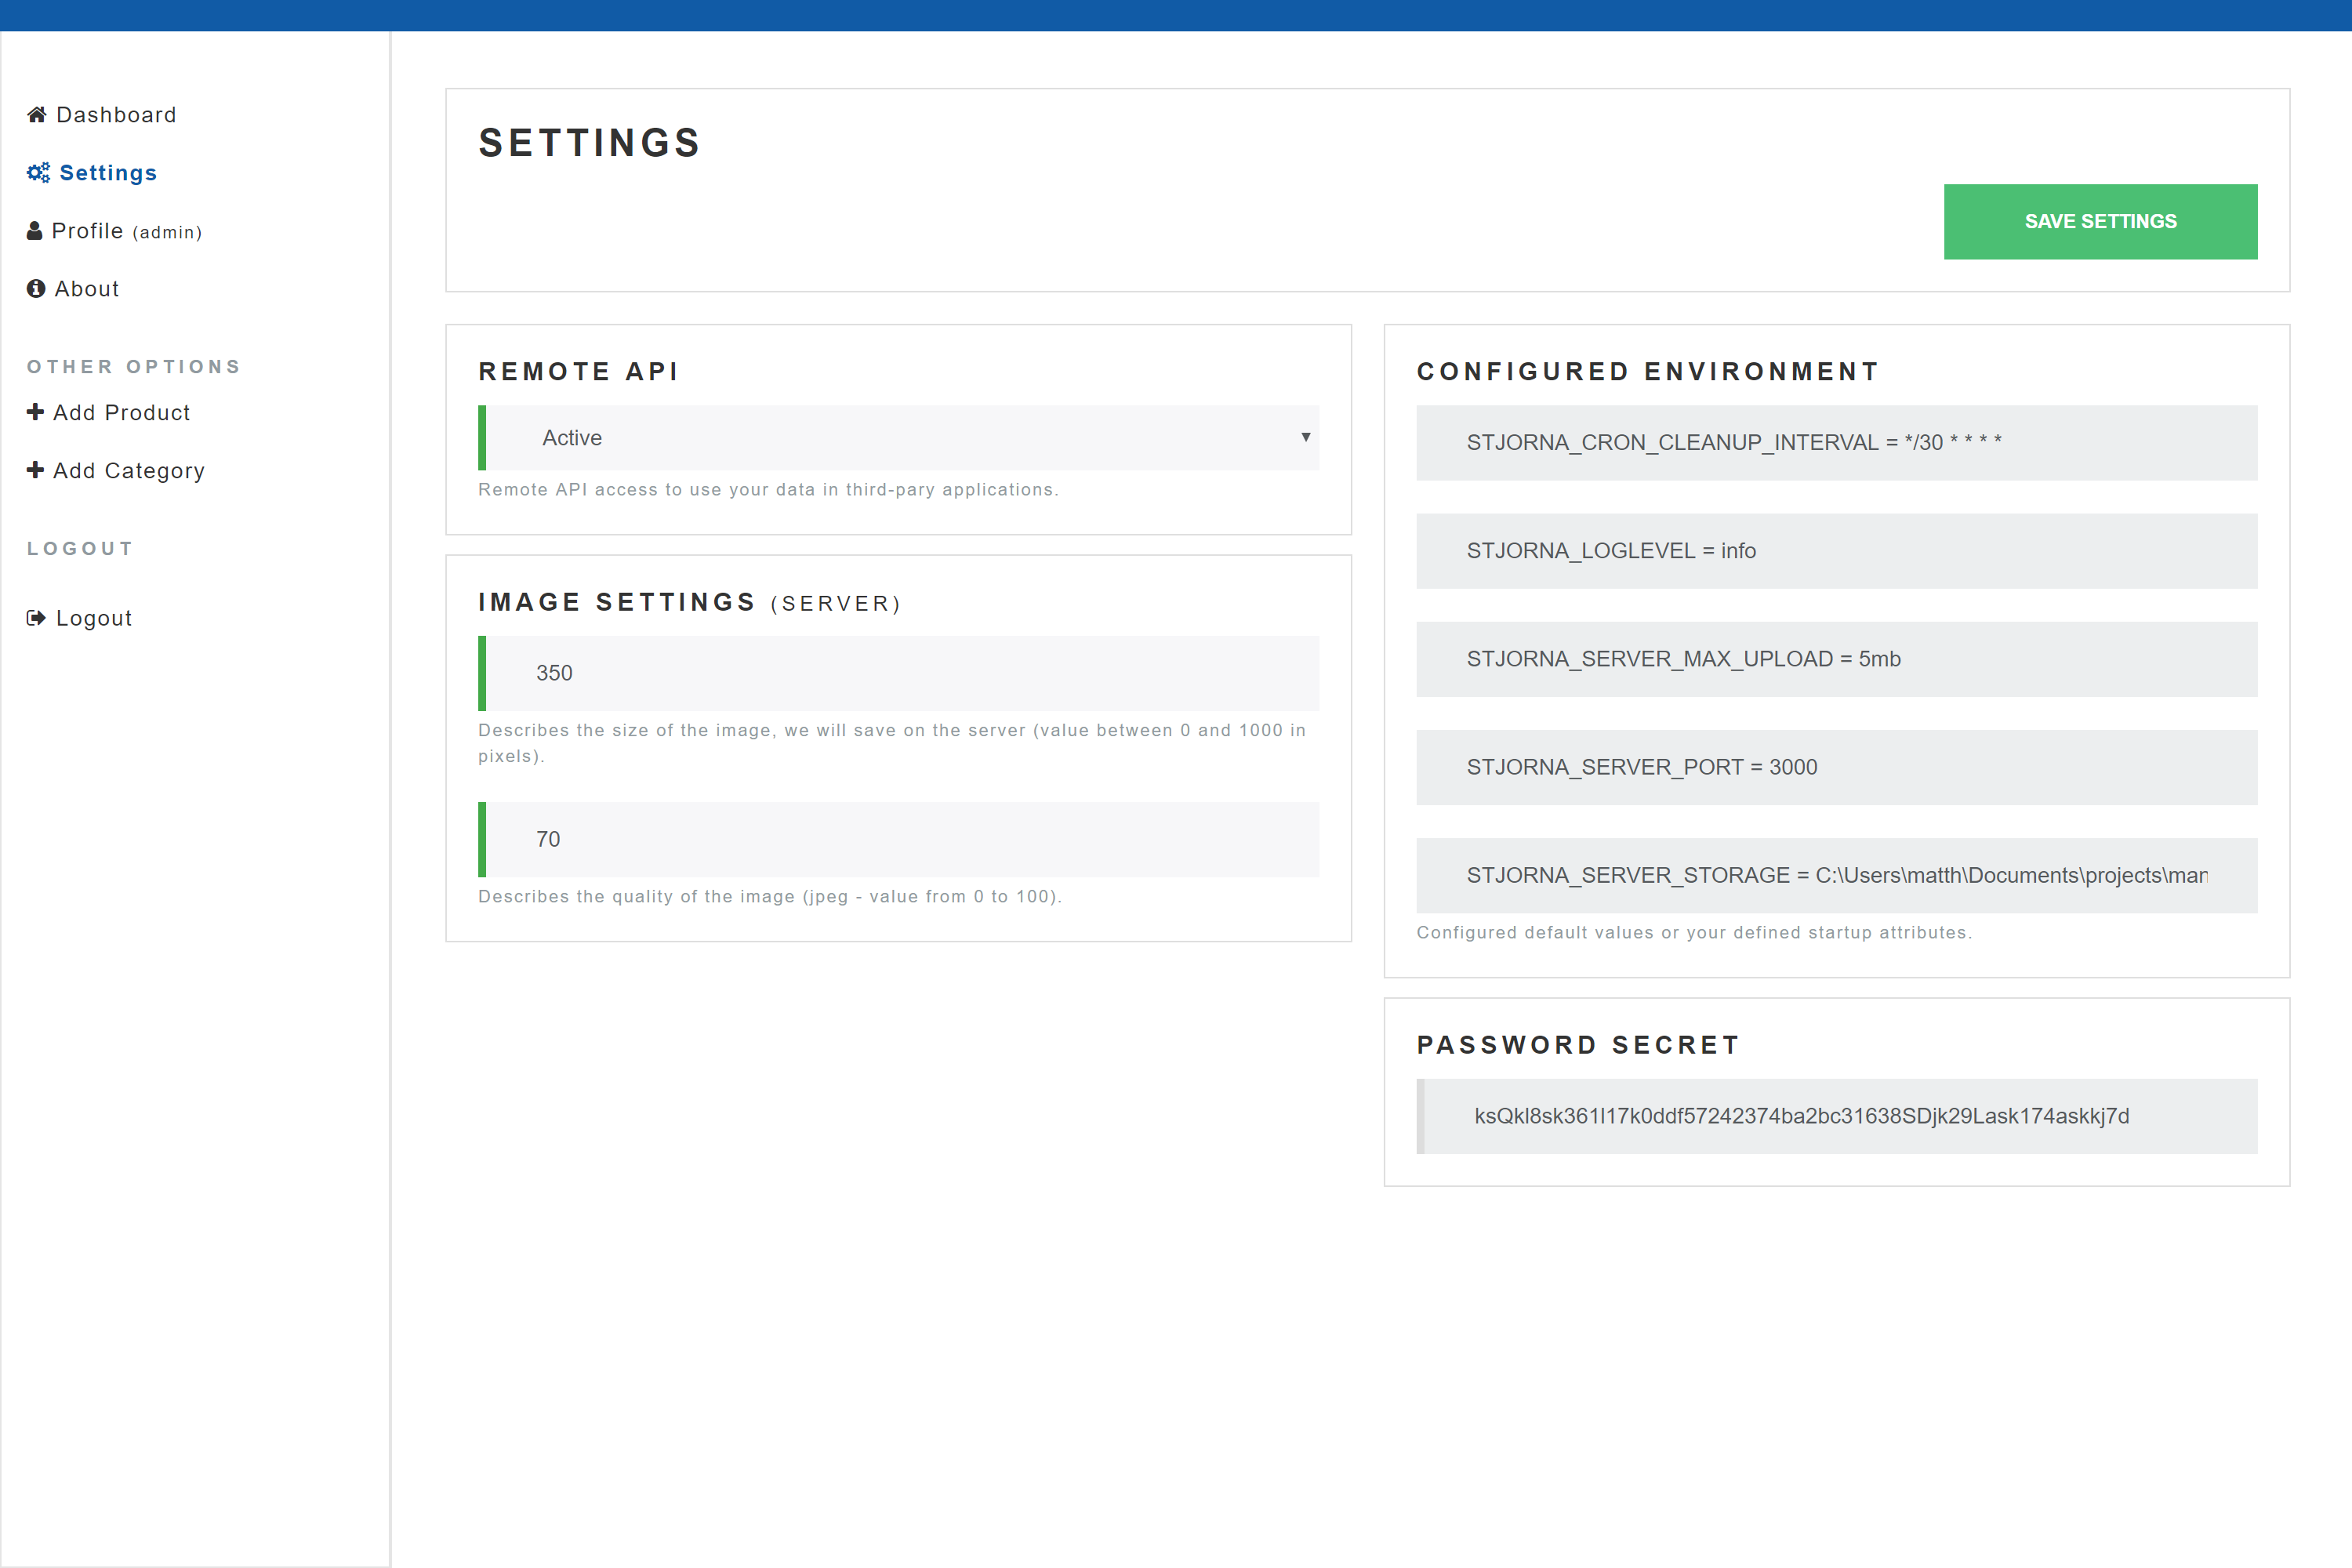 Dashboard
Settings
Profile (admin)
About
OTHER OPTIONS
Add Product
Add Category
LOGOUT
Logout
SETTINGS
SAVE SETTINGS
REMOTE API
Active
Remote API access to use your data in third-pary applications.
IMAGE SETTINGS (SERVER)
350
Describes the size of the image, we will save on the server (value between 0 and 1000 in
pixels).
70
Describes the quality of the image (jpeg - value from 0 to 100).
CONFIGURED ENVIRONMENT
STJORNA_CRON_CLEANUP_INTERVAL = */30 * * * *
STJORNA_LOGLEVEL = info
STJORNA_SERVER_MAX_UPLOAD = 5mb
STJORNA_SERVER_PORT = 3000
STJORNA_SERVER_STORAGE = C:\Users\matth\Documents\projects\man
Configured default values or your defined startup attributes.
PASSWORD SECRET
ksQkl8sk361l17k0ddf57242374ba2bc31638SDjk29Lask174askkj7d